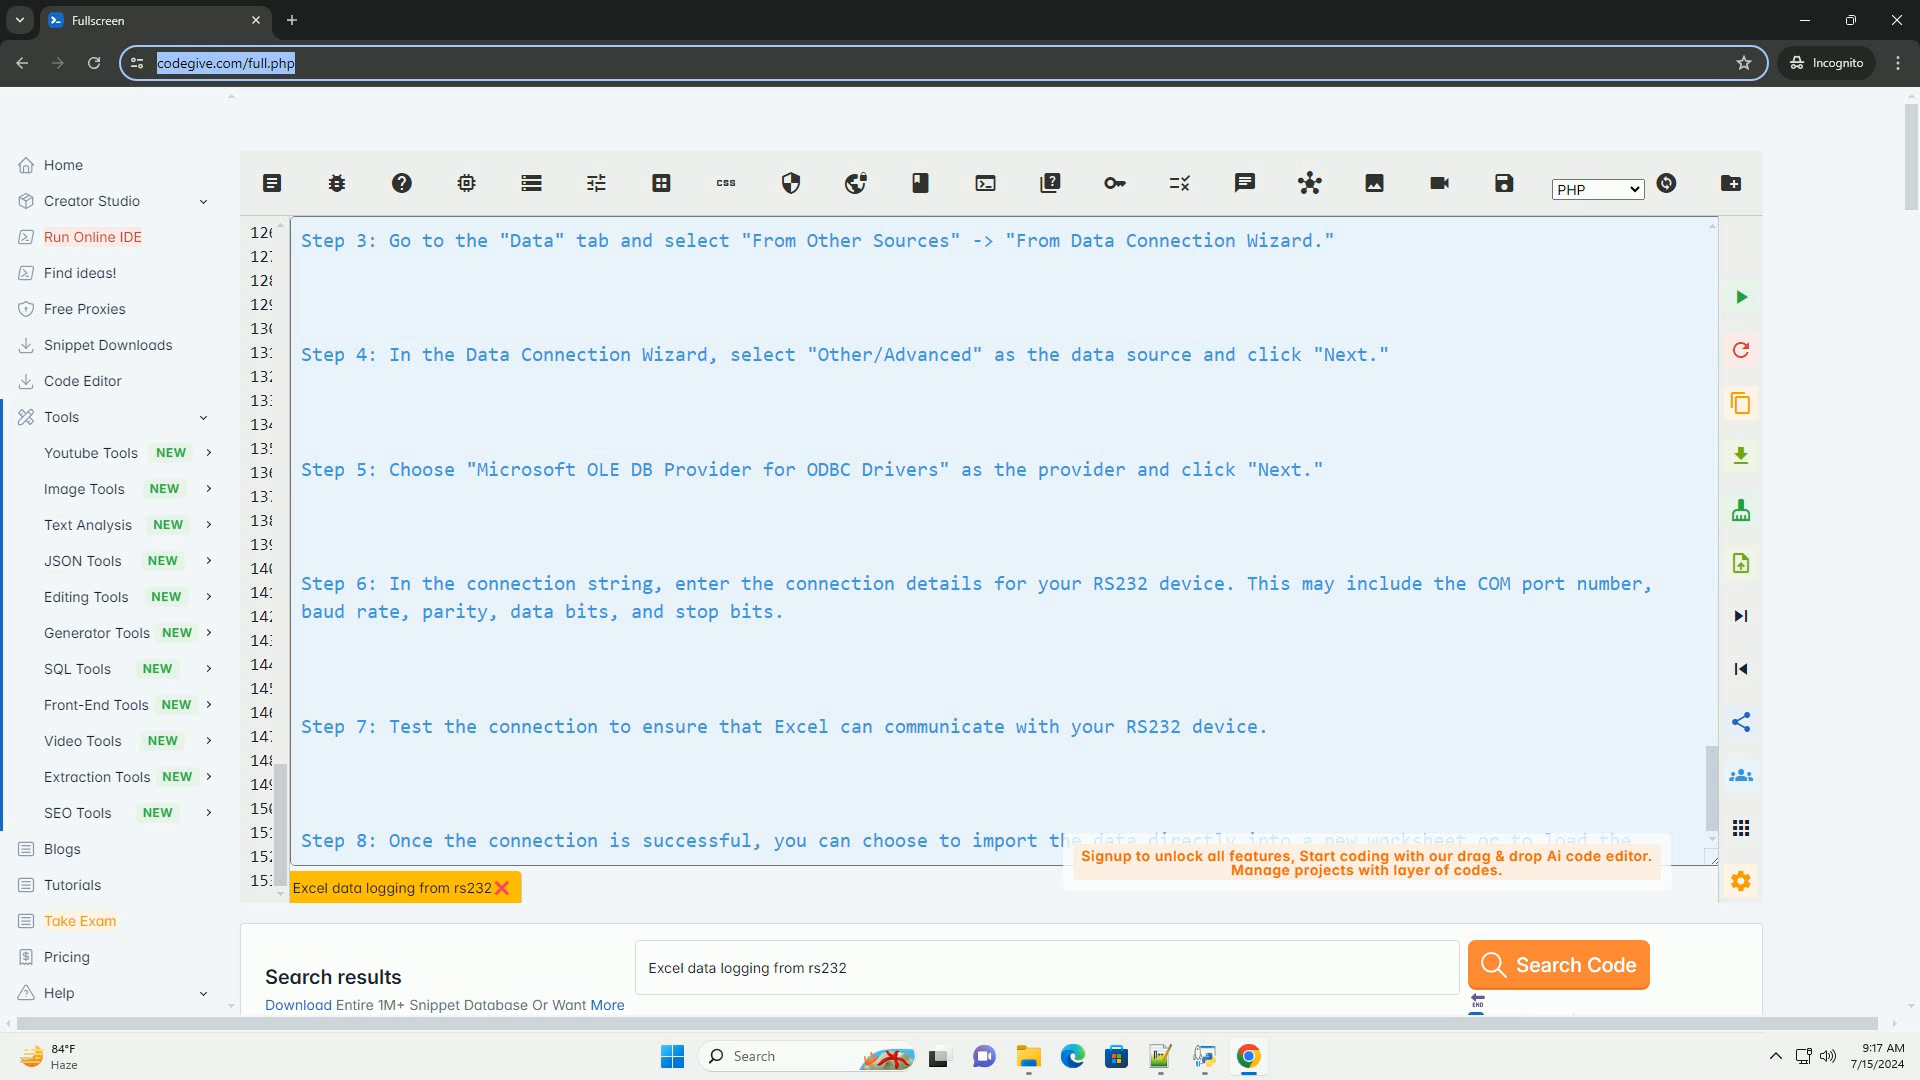 Fullscreen
codegive.com/full.php
Incognito
Home
Creator Studio
Run Online IDE
Find ideas!
Free Proxies
Snippet Downloads
Code Editor
Tools
Youtube Tools NEW
Image Tools NEW
Text Analysis NEW
JSON Tools NEW
Editing Tools NEW
Generator Tools NEW
SQL Tools NEW
Front-End Tools NEW
Video Tools NEW
Extraction Tools NEW
SEO Tools NEW
Blogs
Tutorials
Take Exam
Pricing
Help
css
PHP
Step 3: Go to the "Data" tab and select "From Other Sources" -> "From Data Connection Wizard."
Step 4: In the Data Connection Wizard, select "Other/Advanced" as the data source and click "Next."
Step 5: Choose "Microsoft OLE DB Provider for ODBC Drivers" as the provider and click "Next."
Step 6: In the connection string, enter the connection details for your RS232 device. This may include the COM port number,
baud rate, parity, data bits, and stop bits.
Step 7: Test the connection to ensure that Excel can communicate with your RS232 device.
Step 8: Once the connection is successful, you can choose to import the data directly into a new worksheet or to load the
Signup to unlock all features, Start coding with our drag & drop Ai code editor.
Manage projects with layer of codes.
Excel data logging from rs232
Search results
Download Entire 1M+ Snippet Database Or Want More
Excel data logging from rs232
Search Code
END
84°F
Haze
Search
9:17 AM
7/15/2024